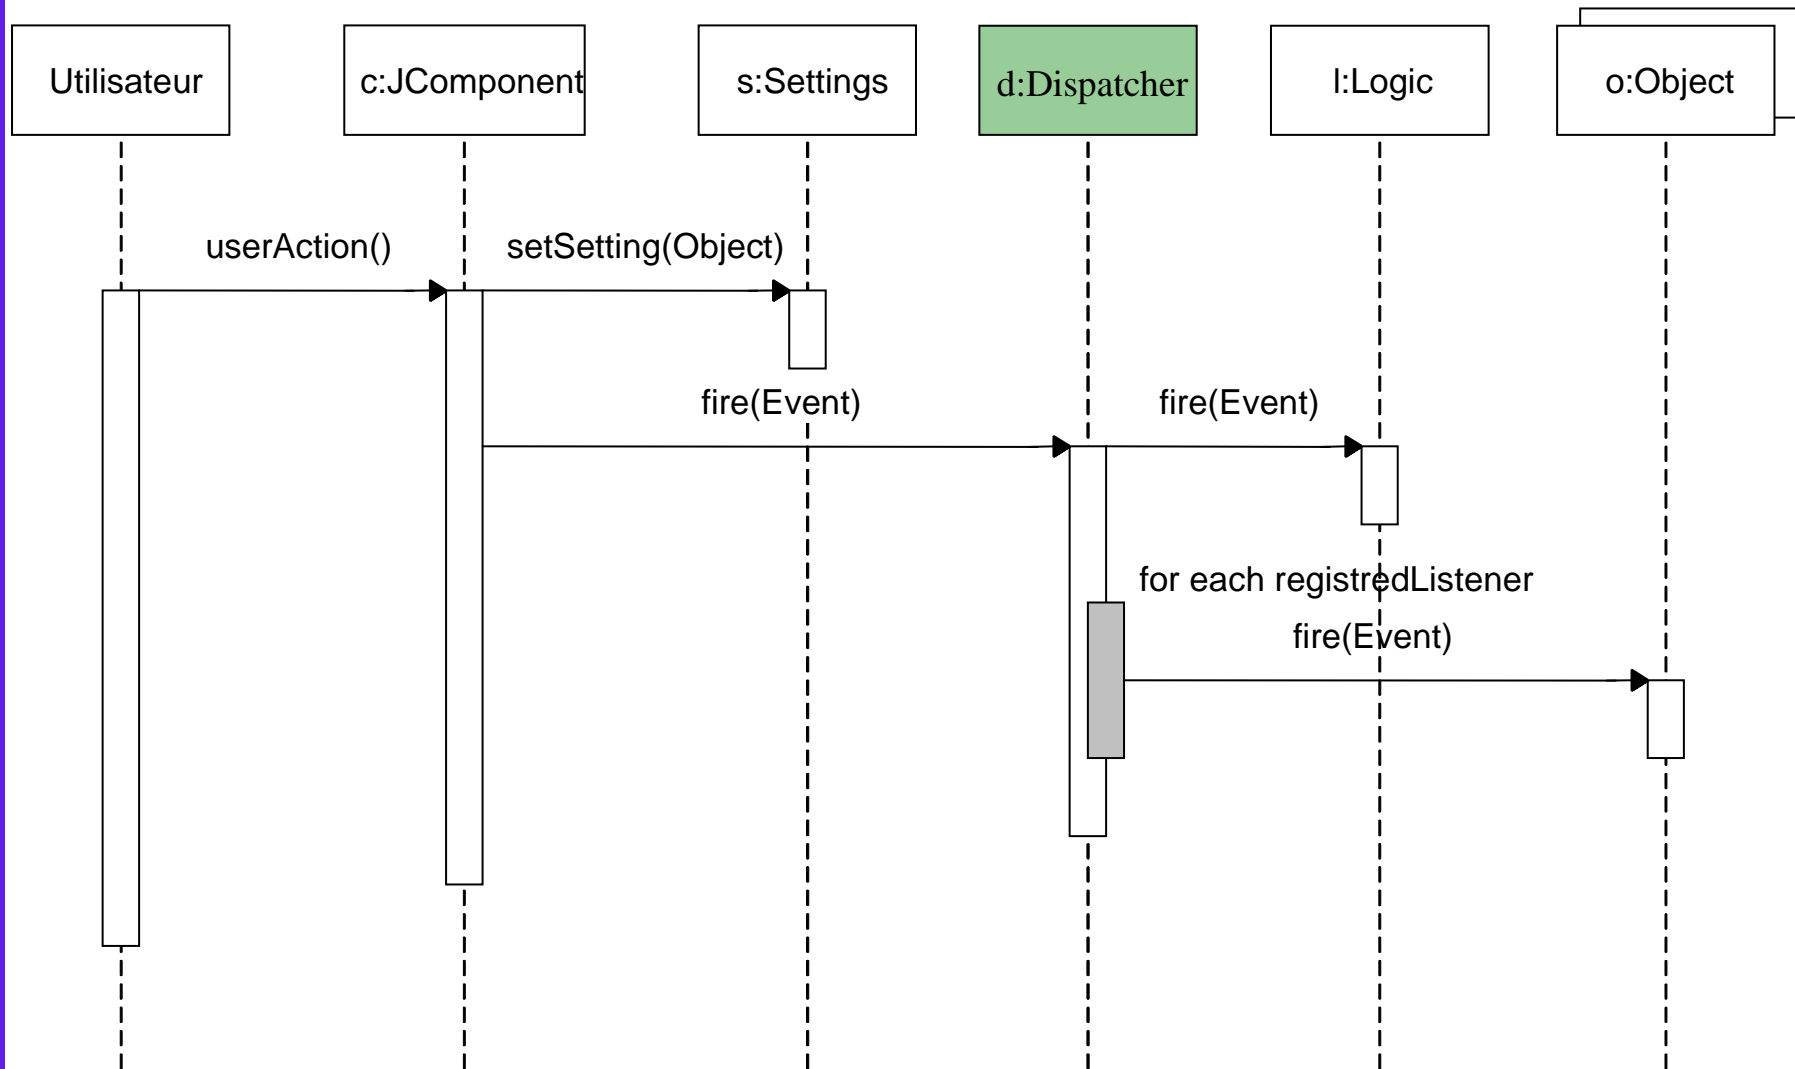 Utilisateur
c:JComponent
s:Settings
d:Dispatcher
l:Logic
o:Object
userAction()
setSetting(Object)
fire(Event)
fire(Event)
for each registredListener
fire(Event)